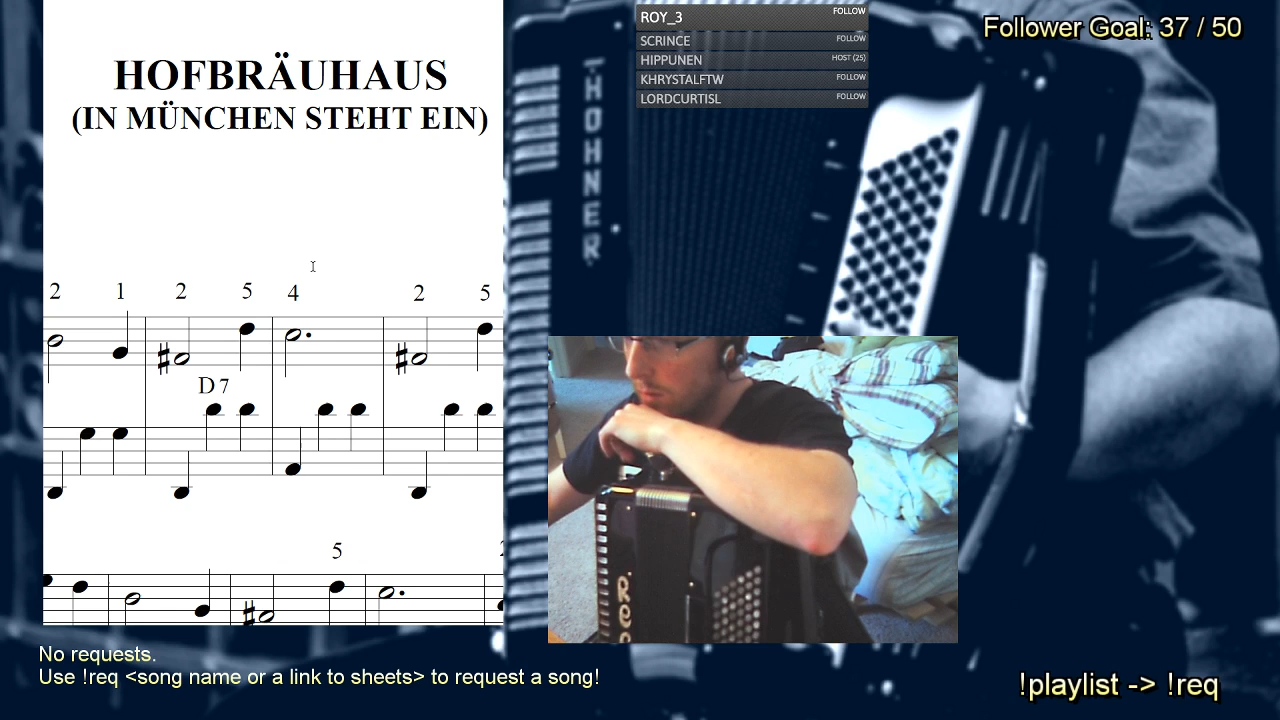 HOFBRÄUHAUS
(IN MÜNCHEN STEHT EIN)
2 1 2 5 4 2 5
D7
5
HOHNER
ROY_3 FOLLOW
SCRINCE FOLLOW
HIPPUNEN HOST (25)
KHRYSTALFTW FOLLOW
LORDCURTISL FOLLOW
Follower Goal: 37 / 50
No requests.
Use !req <song name or a link to sheets> to request a song!
!playlist -> !req